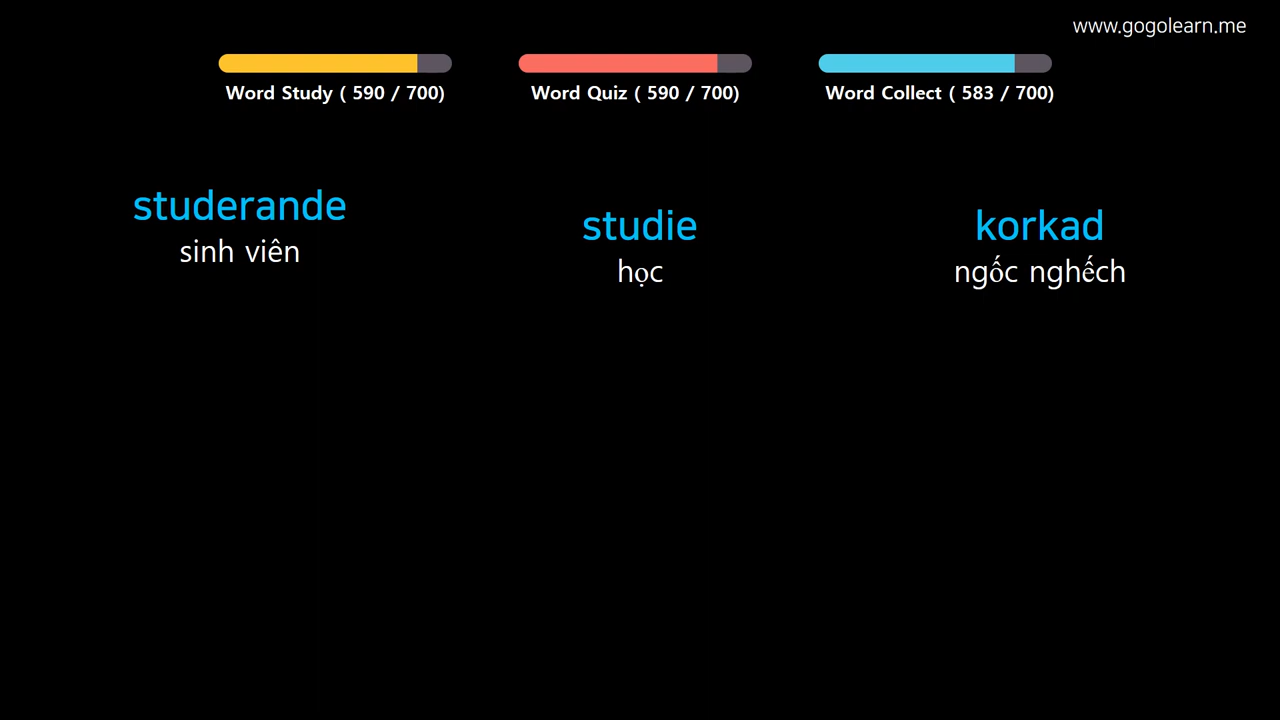 www.gogolearn.me
Word Study ( 590 / 700)
Word Quiz ( 590 / 700)
Word Collect ( 583 / 700)
studerande
sinh viên
studie
học
korkad
ngốc nghếch